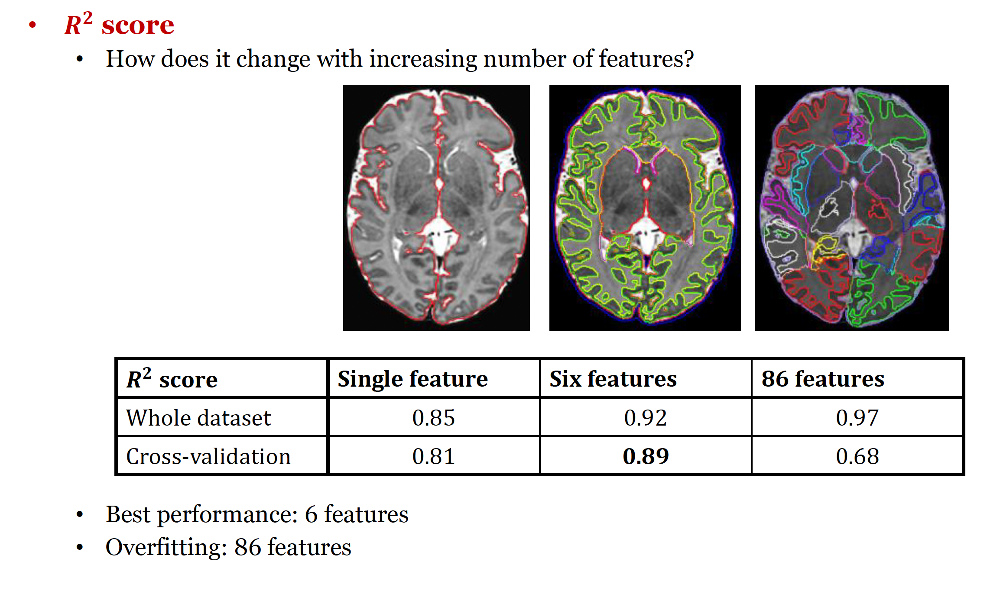 • R² score
• How does it change with increasing number of features?
R² score Single feature Six features 86 features
Whole dataset 0.85 0.92 0.97
Cross-validation 0.81 0.89 0.68
• Best performance: 6 features
• Overfitting: 86 features